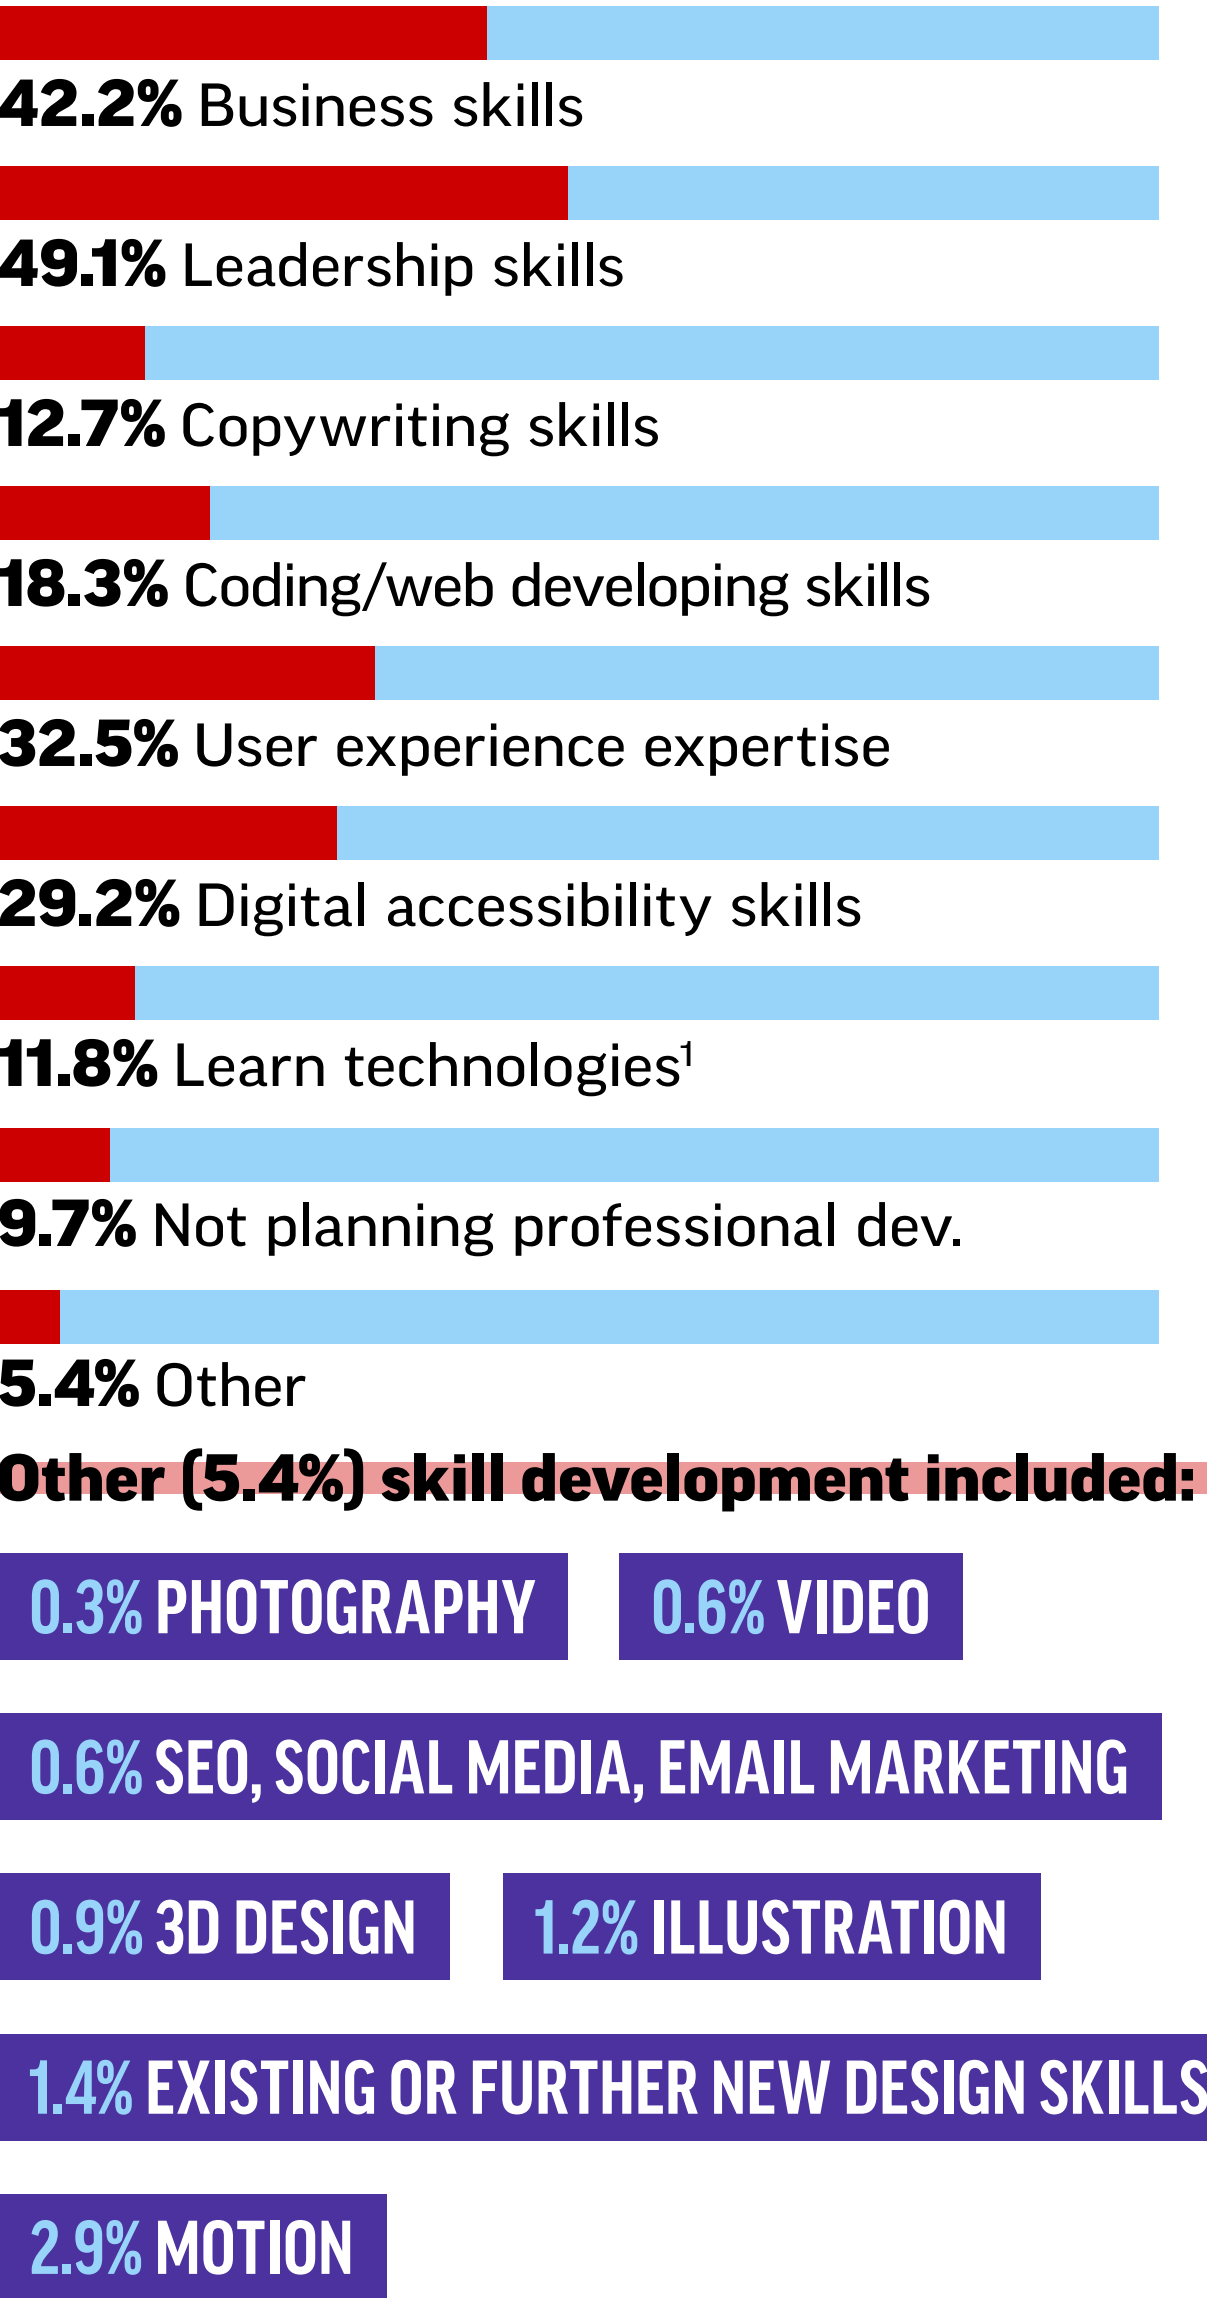 42.2% Business skills
49.1% Leadership skills
12.7% Copywriting skills
18.3% Coding/web developing skills
32.5% User experience expertise
29.2% Digital accessibility skills
11.8% Learn technologies¹
9.7% Not planning professional dev.
5.4% Other
Other (5.4%) skill development included:
0.3% PHOTOGRAPHY 0.6% VIDEO
0.6% SEO, SOCIAL MEDIA, EMAIL MARKETING
0.9% 3D DESIGN 1.2% ILLUSTRATION
1.4% EXISTING OR FURTHER NEW DESIGN SKILLS
2.9% MOTION